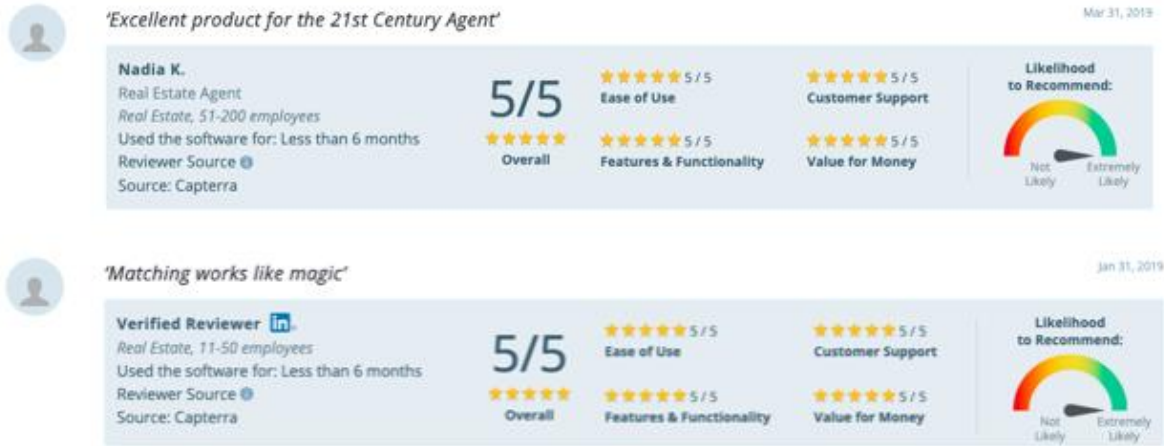 'Excellent product for the 21st Century Agent'
Mar 31, 2019
Nadia K.
Real Estate Agent
Real Estate, 51-200 employees
Used the software for: Less than 6 months
Reviewer Source
Source: Capterra
5/5
Overall
5/5
Ease of Use
5/5
Customer Support
5/5
Features & Functionality
5/5
Value for Money
Likelihood
to Recommend:
Not
Likely
Extremely
Likely
'Matching works like magic'
Jan 31, 2019
Verified Reviewer in
Real Estate, 11-50 employees
Used the software for: Less than 6 months
Reviewer Source
Source: Capterra
5/5
Overall
5/5
Ease of Use
5/5
Customer Support
5/5
Features & Functionality
5/5
Value for Money
Likelihood
to Recommend:
Not
Likely
Extremely
Likely